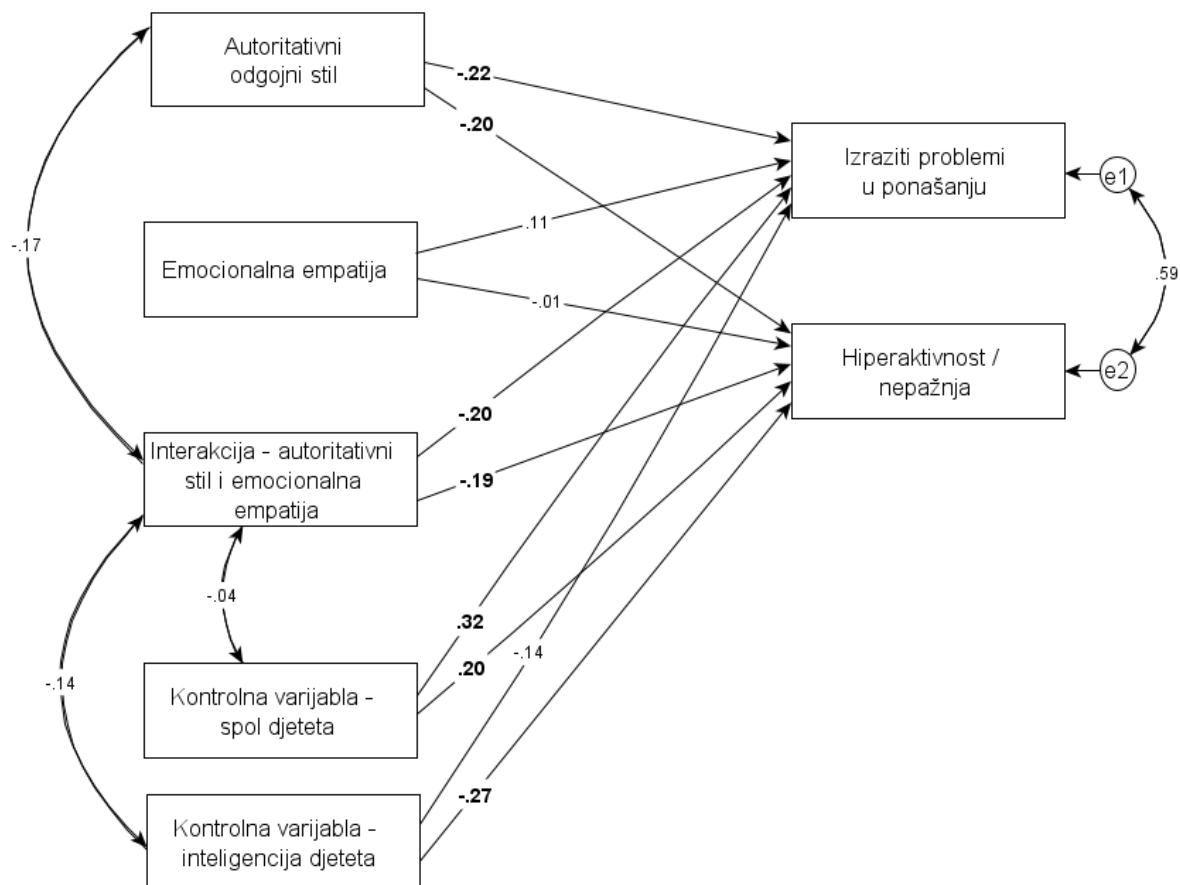 Autoritativni
odgojni stil
-.22
-.20
Izraziti problemi
u ponašanju
e1
-.17
Emocionalna empatija
.11
-.01
.59
Hiperaktivnost /
nepažnja
e2
Interakcija - autoritativni
stil i emocionalna
empatija
-.20
-.19
-.04
-.14
Kontrolna varijabla -
spol djeteta
.32
.20
-.14
Kontrolna varijabla -
inteligencija djeteta
-.27